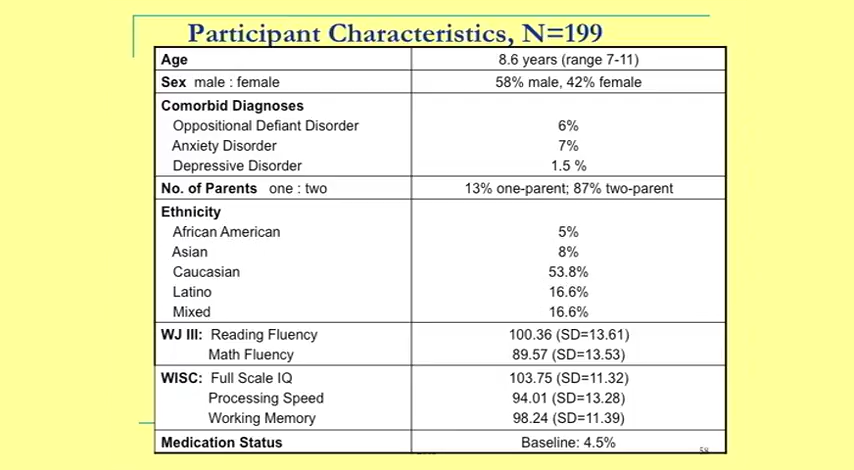 Participant Characteristics, N=199
Age 8.6 years (range 7-11)
Sex male : female 58% male, 42% female
Comorbid Diagnoses
Oppositional Defiant Disorder 6%
Anxiety Disorder 7%
Depressive Disorder 1.5 %
No. of Parents one : two 13% one-parent; 87% two-parent
Ethnicity
African American 5%
Asian 8%
Caucasian 53.8%
Latino 16.6%
Mixed 16.6%
WJ III: Reading Fluency 100.36 (SD=13.61)
Math Fluency 89.57 (SD=13.53)
WISC: Full Scale IQ 103.75 (SD=11.32)
Processing Speed 94.01 (SD=13.28)
Working Memory 98.24 (SD=11.39)
Medication Status Baseline: 4.5%
58